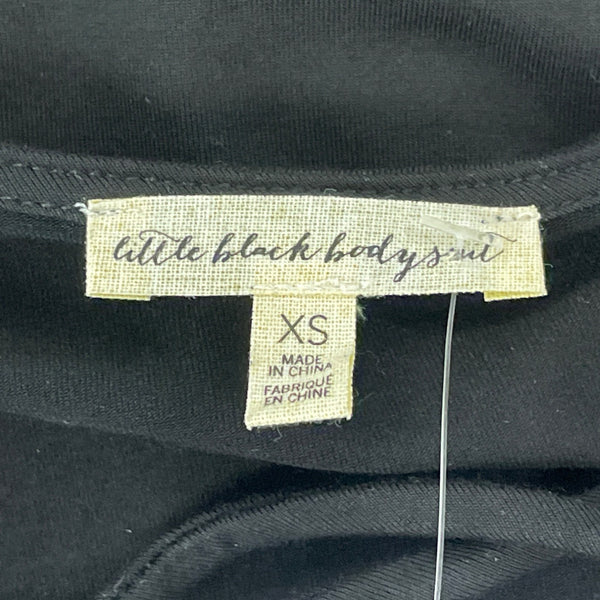 little black bodysuit
XS
MADE
IN CHINA
FABRIQUÉ
EN CHINE